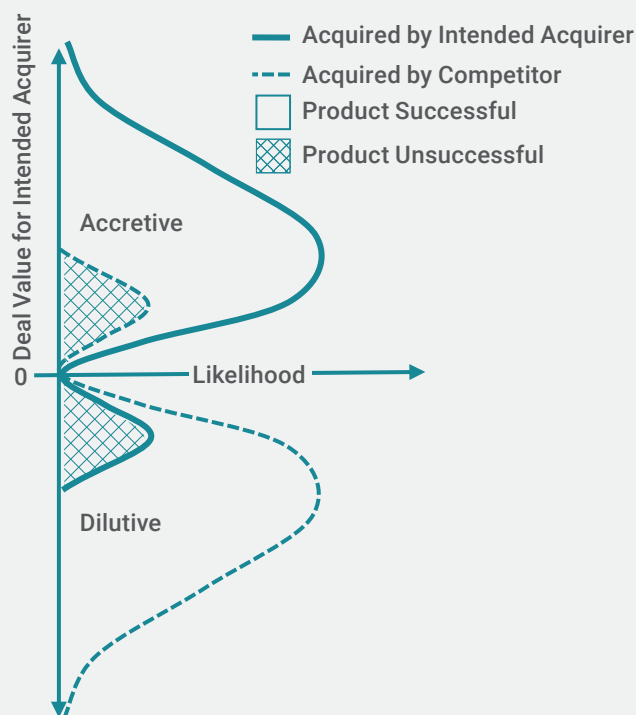 Deal Value for Intended Acquirer
Acquired by Intended Acquirer
Acquired by Competitor
Product Successful
Product Unsuccessful
Accretive
0
Likelihood
Dilutive